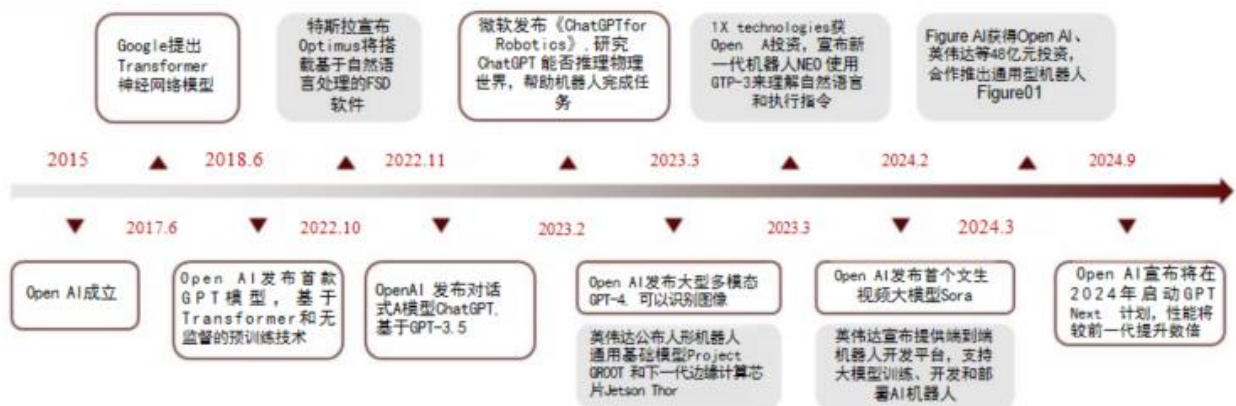 Google提出
Transformer
神经网络模型
特斯拉宣布
Optimus将搭
载基于自然语
言处理的FSD
软件
微软发布《ChatGPTfor
Robotics》, 研究
ChatGPT 能否推理物理
世界，帮助机器人完成任
务
1X technologies获
Open A投资，宣布新
一代机器人NEO 使用
GTP-3来理解自然语言
和执行指令
Figure AI获得Open AI、
英伟达等48亿元投资，
合作推出通用型机器人
Figure01
2015
2018.6
2022.11
2023.3
2024.2
2024.9
2017.6
2022.10
2023.2
2023.3
2024.3
Open AI成立
Open AI发布首款
GPT模型，基于
Transformer和无
监督的预训练技术
OpenAI 发布对话
式A模型ChatGPT,
基于GPT-3.5
Open AI发布大型多模态
GPT-4, 可以识别图像
英伟达公布人形机器人
通用基础模型Project
GROOT 和下一代边缘计算芯
片Jetson Thor
Open AI发布首个文生
视频大模型Sora
英伟达宣布提供端到端
机器人开发平台，支持
大模型训练、开发和部
署AI机器人
Open AI宣布将在
2024年启动GPT
Next 计划，性能将
较前一代提升数倍